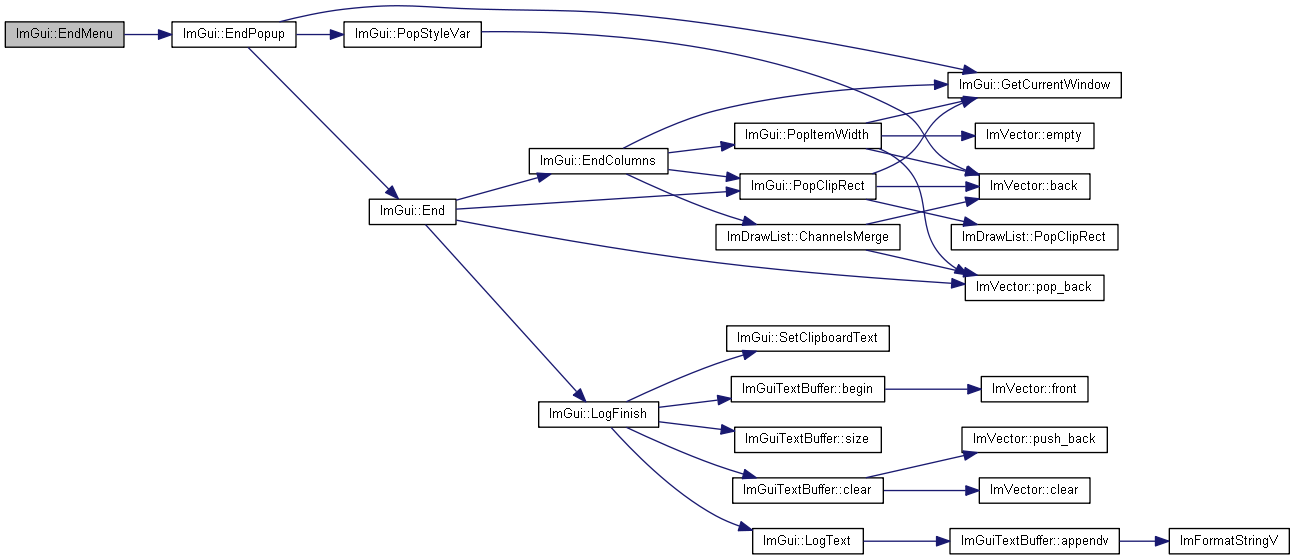 ImGui::EndMenu
ImGui::EndPopup
ImGui::PopStyleVar
ImGui::GetCurrentWindow
ImGui::PopItemWidth
ImVector::empty
ImGui::EndColumns
ImGui::PopClipRect
ImVector::back
ImGui::End
ImDrawList::ChannelsMerge
ImDrawList::PopClipRect
ImVector::pop_back
ImGui::SetClipboardText
ImGuiTextBuffer::begin
ImVector::front
ImGui::LogFinish
ImGuiTextBuffer::size
ImVector::push_back
ImGuiTextBuffer::clear
ImVector::clear
ImGui::LogText
ImGuiTextBuffer::appendv
ImFormatStringV